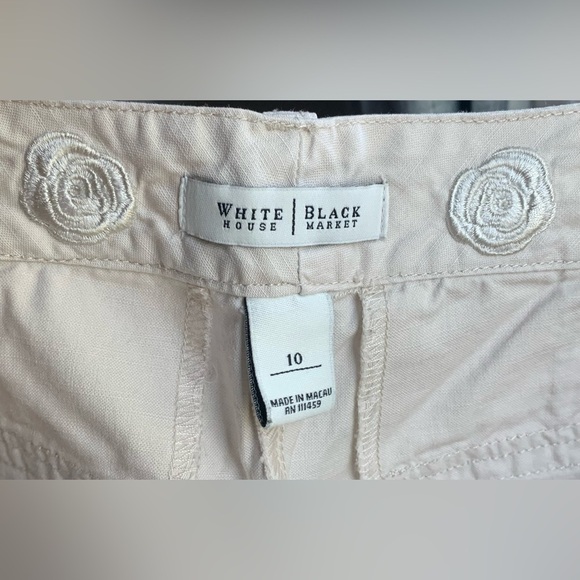 WHITE | BLACK
HOUSE | MARKET
10
MADE IN MACAU
RN 111459